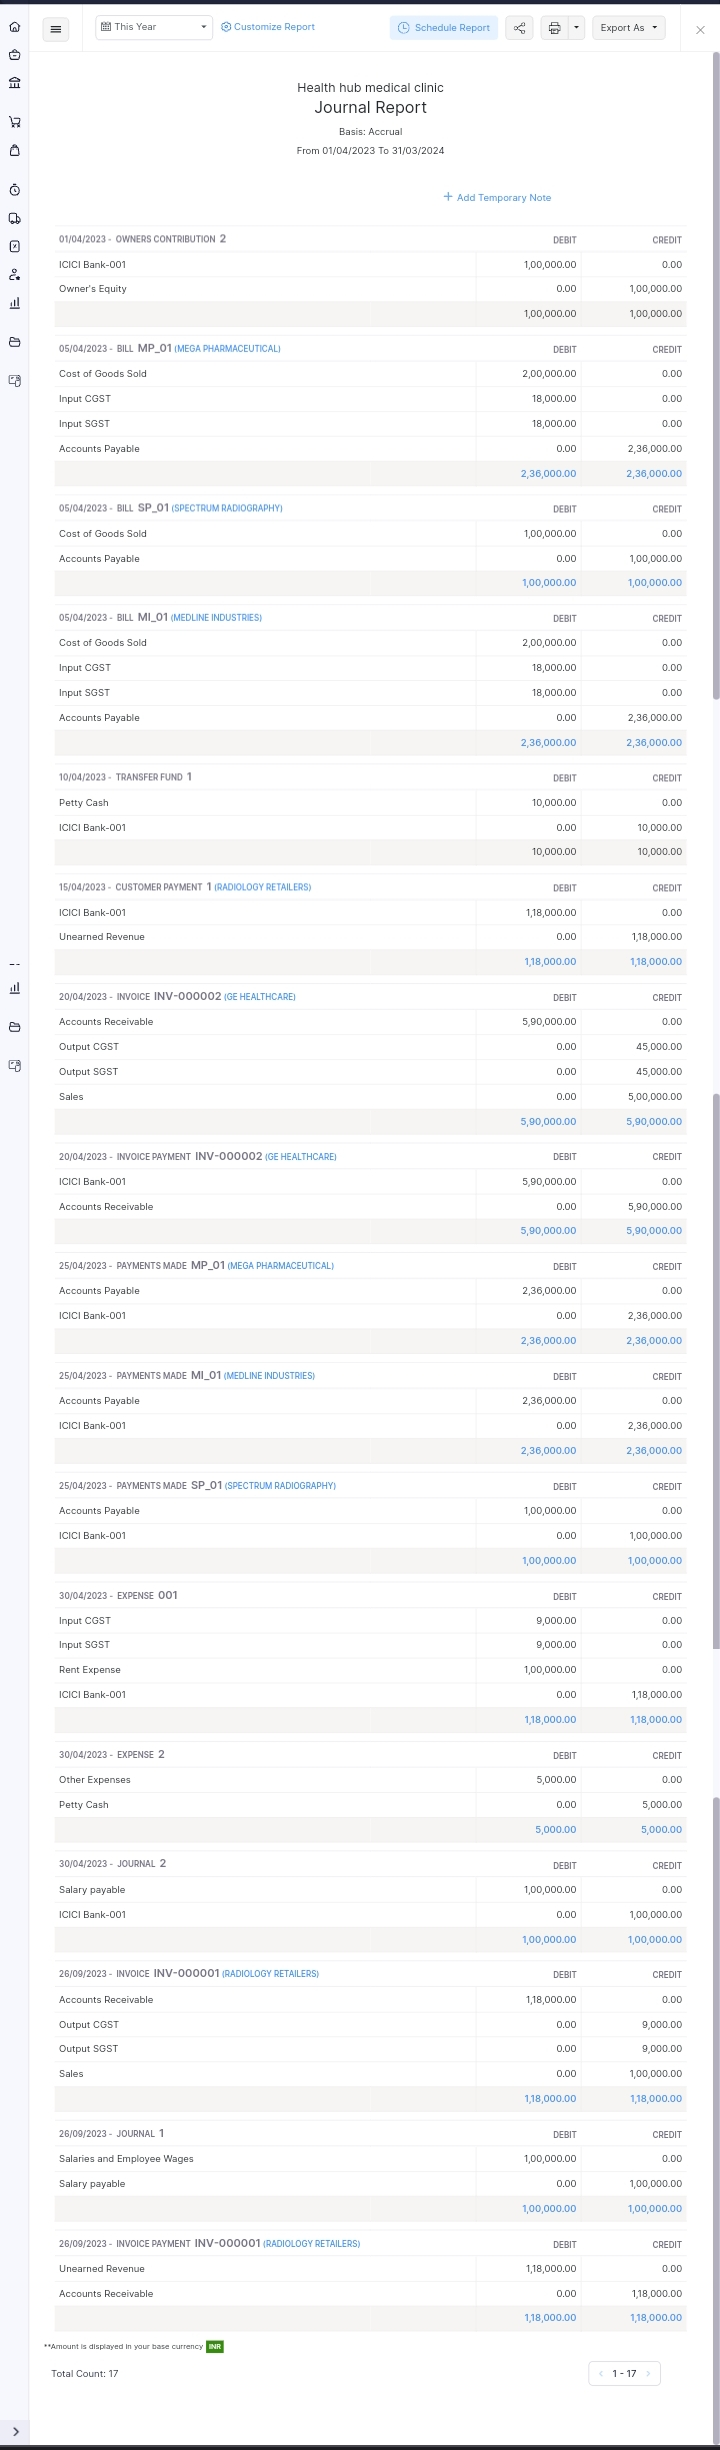 This Year
Customize Report
Schedule Report
Export As
Health hub medical clinic
Journal Report
Basis: Accrual
From 01/04/2023 To 31/03/2024
Add Temporary Note
01/04/2023 - OWNERS CONTRIBUTION 2 DEBIT CREDIT
ICICI Bank-001 1,00,000.00 0.00
Owner's Equity 0.00 1,00,000.00
1,00,000.00 1,00,000.00
05/04/2023 - BILL MP_01 (MEGA PHARMACEUTICAL) DEBIT CREDIT
Cost of Goods Sold 2,00,000.00 0.00
Input CGST 18,000.00 0.00
Input SGST 18,000.00 0.00
Accounts Payable 0.00 2,36,000.00
2,36,000.00 2,36,000.00
05/04/2023 - BILL SP_01 (SPECTRUM RADIOGRAPHY) DEBIT CREDIT
Cost of Goods Sold 1,00,000.00 0.00
Accounts Payable 0.00 1,00,000.00
1,00,000.00 1,00,000.00
05/04/2023 - BILL MI_01 (MEDLINE INDUSTRIES) DEBIT CREDIT
Cost of Goods Sold 2,00,000.00 0.00
Input CGST 18,000.00 0.00
Input SGST 18,000.00 0.00
Accounts Payable 0.00 2,36,000.00
2,36,000.00 2,36,000.00
10/04/2023 - TRANSFER FUND 1 DEBIT CREDIT
Petty Cash 10,000.00 0.00
ICICI Bank-001 0.00 10,000.00
10,000.00 10,000.00
15/04/2023 - CUSTOMER PAYMENT 1 (RADIOLOGY RETAILERS) DEBIT CREDIT
ICICI Bank-001 1,18,000.00 0.00
Unearned Revenue 0.00 1,18,000.00
1,18,000.00 1,18,000.00
20/04/2023 - INVOICE INV-000002 (GE HEALTHCARE) DEBIT CREDIT
Accounts Receivable 5,90,000.00 0.00
Output CGST 0.00 45,000.00
Output SGST 0.00 45,000.00
Sales 0.00 5,00,000.00
5,90,000.00 5,90,000.00
20/04/2023 - INVOICE PAYMENT INV-000002 (GE HEALTHCARE) DEBIT CREDIT
ICICI Bank-001 5,90,000.00 0.00
Accounts Receivable 0.00 5,90,000.00
5,90,000.00 5,90,000.00
25/04/2023 - PAYMENTS MADE MP_01 (MEGA PHARMACEUTICAL) DEBIT CREDIT
Accounts Payable 2,36,000.00 0.00
ICICI Bank-001 0.00 2,36,000.00
2,36,000.00 2,36,000.00
25/04/2023 - PAYMENTS MADE MI_01 (MEDLINE INDUSTRIES) DEBIT CREDIT
Accounts Payable 2,36,000.00 0.00
ICICI Bank-001 0.00 2,36,000.00
2,36,000.00 2,36,000.00
25/04/2023 - PAYMENTS MADE SP_01 (SPECTRUM RADIOGRAPHY) DEBIT CREDIT
Accounts Payable 1,00,000.00 0.00
ICICI Bank-001 0.00 1,00,000.00
1,00,000.00 1,00,000.00
30/04/2023 - EXPENSE 001 DEBIT CREDIT
Input CGST 9,000.00 0.00
Input SGST 9,000.00 0.00
Rent Expense 1,00,000.00 0.00
ICICI Bank-001 0.00 1,18,000.00
1,18,000.00 1,18,000.00
30/04/2023 - EXPENSE 2 DEBIT CREDIT
Other Expenses 5,000.00 0.00
Petty Cash 0.00 5,000.00
5,000.00 5,000.00
30/04/2023 - JOURNAL 2 DEBIT CREDIT
Salary payable 1,00,000.00 0.00
ICICI Bank-001 0.00 1,00,000.00
1,00,000.00 1,00,000.00
26/09/2023 - INVOICE INV-000001 (RADIOLOGY RETAILERS) DEBIT CREDIT
Accounts Receivable 1,18,000.00 0.00
Output CGST 0.00 9,000.00
Output SGST 0.00 9,000.00
Sales 0.00 1,00,000.00
1,18,000.00 1,18,000.00
26/09/2023 - JOURNAL 1 DEBIT CREDIT
Salaries and Employee Wages 1,00,000.00 0.00
Salary payable 0.00 1,00,000.00
1,00,000.00 1,00,000.00
26/09/2023 - INVOICE PAYMENT INV-000001 (RADIOLOGY RETAILERS) DEBIT CREDIT
Unearned Revenue 1,18,000.00 0.00
Accounts Receivable 0.00 1,18,000.00
1,18,000.00 1,18,000.00
**Amount is displayed in your base currency INR
Total Count: 17 1 - 17